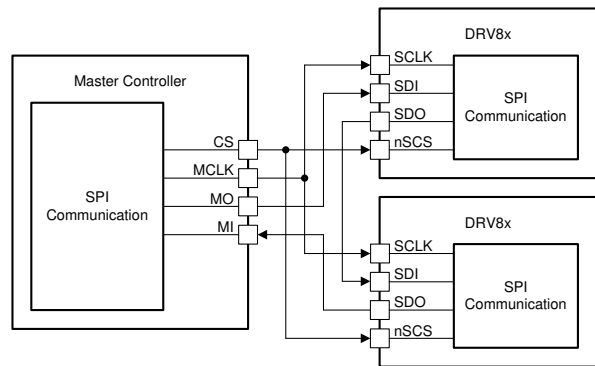 Master Controller
SPI
Communication
CS
MCLK
MO
MI
DRV8x
SCLK
SDI
SDO
nSCS
SPI
Communication
DRV8x
SCLK
SDI
SDO
nSCS
SPI
Communication